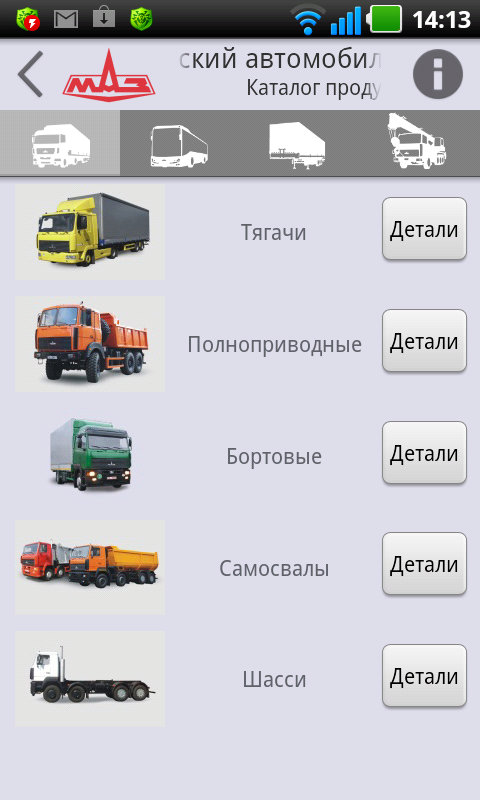 14:13
МАЗ
ский автомобил
Каталог проду
Тягачи
Детали
Полноприводные
Детали
Бортовые
Детали
Самосвалы
Детали
Шасси
Детали